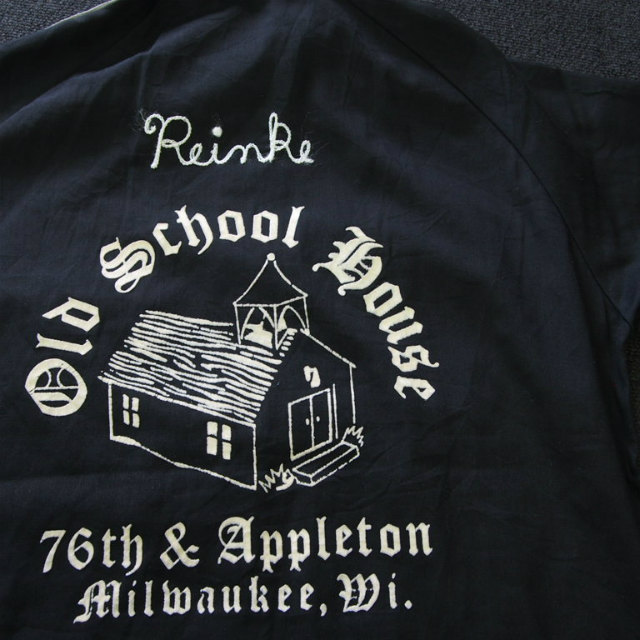 Reinke
Old School House
76th & Appleton
Milwaukee, Wi.